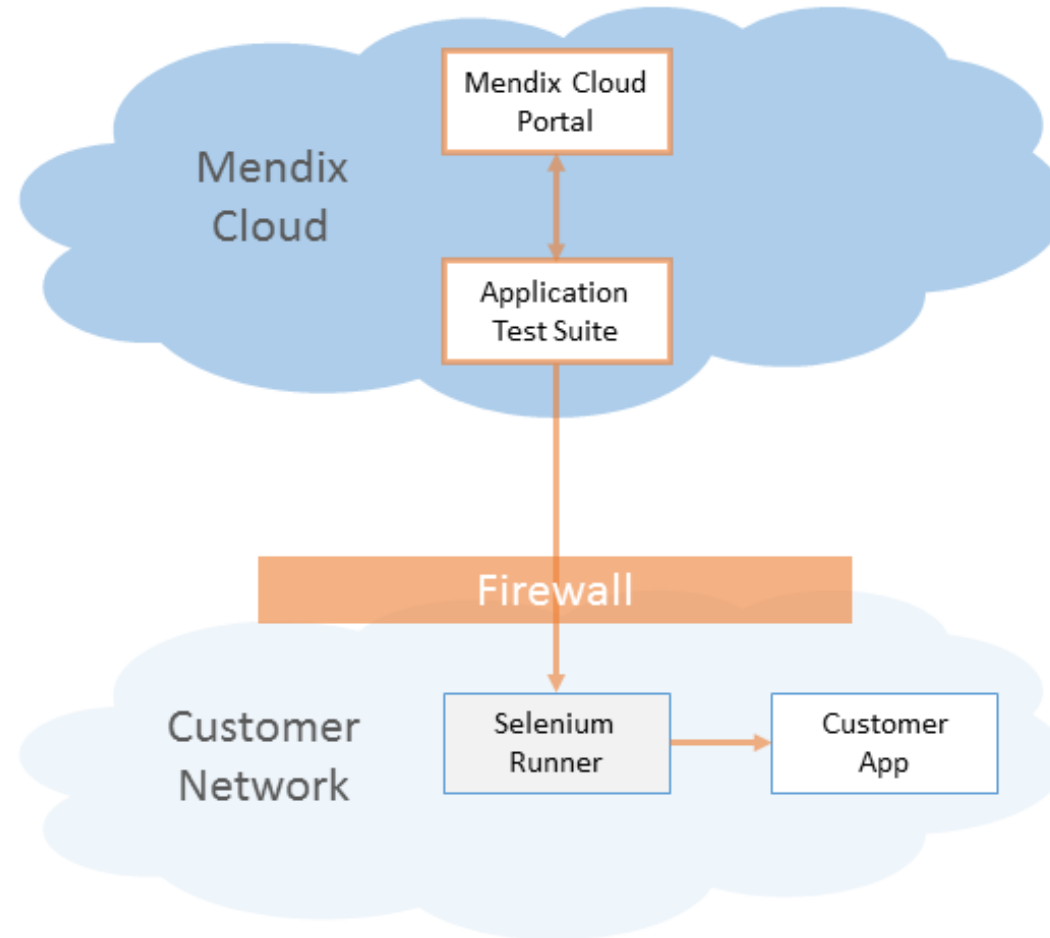 Mendix Cloud
Portal
Mendix
Cloud
Application
Test Suite
Firewall
Customer
Network
Selenium
Runner
Customer
App